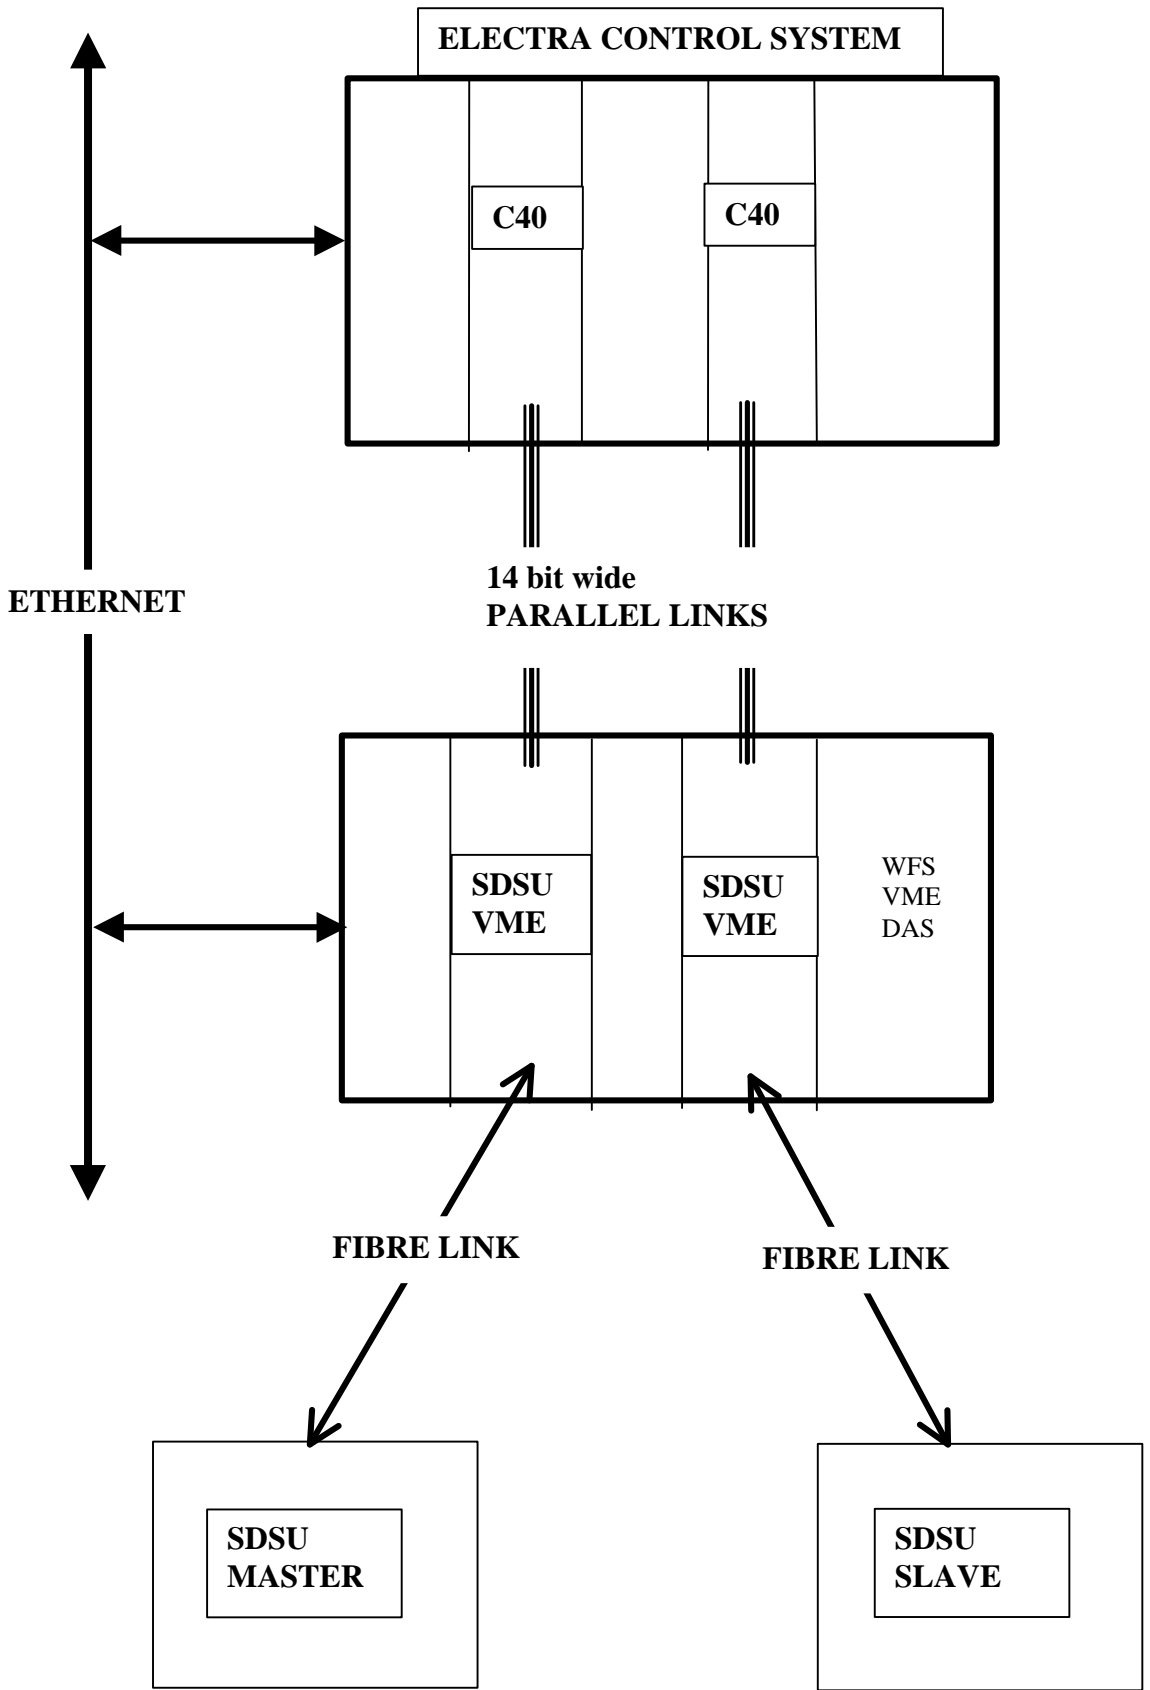 ELECTRA CONTROL SYSTEM
C40
C40
14 bit wide
PARALLEL LINKS
ETHERNET
SDSU
VME
SDSU
VME
WFS
VME
DAS
FIBRE LINK
FIBRE LINK
SDSU
MASTER
SDSU
SLAVE